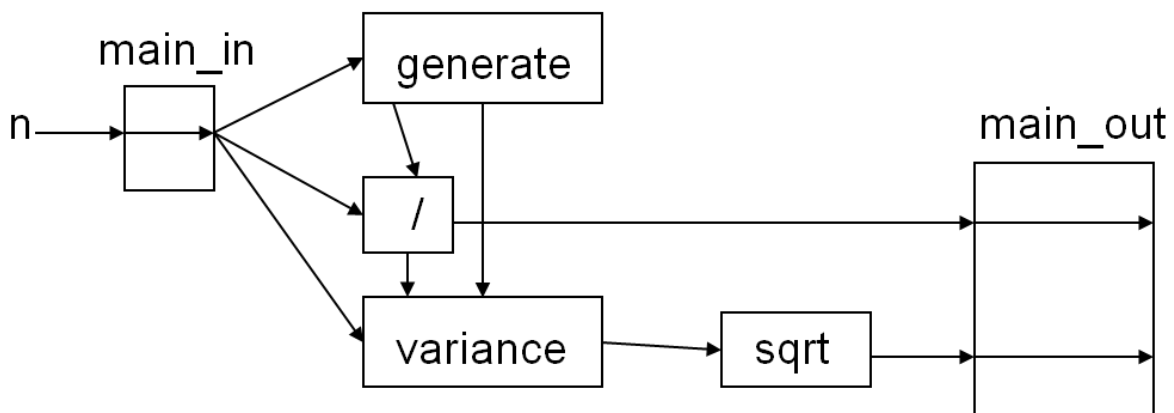 main_in
generate
n
main_out
/
variance
sqrt